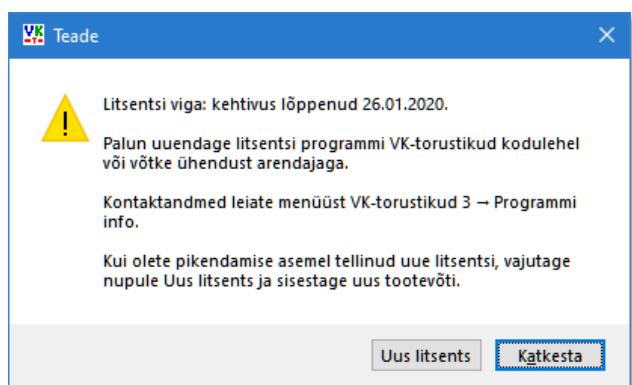 VK
-T-
Teade
Litsentsi viga: kehtivus lõppenud 26.01.2020.
Palun uuendage litsentsi programmi VK-torustikud kodulehel
või võtke ühendust arendajaga.
Kontaktandmed leiate menüüst VK-torustikud 3 → Programmi
info.
Kui olete pikendamise asemel tellinud uue litsentsi, vajutage
nupule Uus litsents ja sisestage uus tootevõti.
Uus litsents
Katkesta